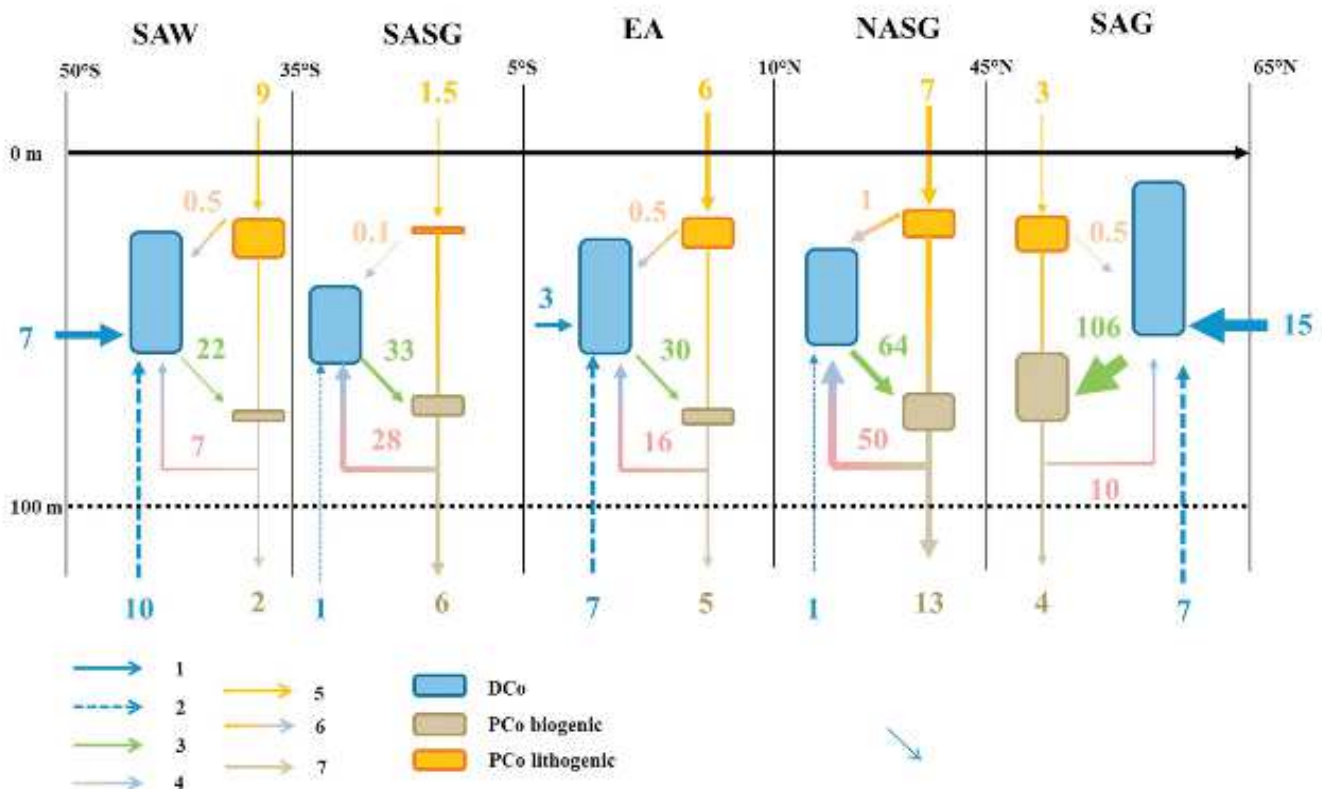 SAW SASG EA NASG SAG
50°S 35°S 5°S 10°N 45°N 65°N
9 1.5 6 7 3
0 m
0.5 0.1 0.5 1 0.5
7 3 15
22 33 30 64 106
7 28 16 50 10
100 m
10 2 1 6 7 5 1 13 4 7
1
2
3
4
5
6
7
DCo
PCo biogenic
PCo lithogenic